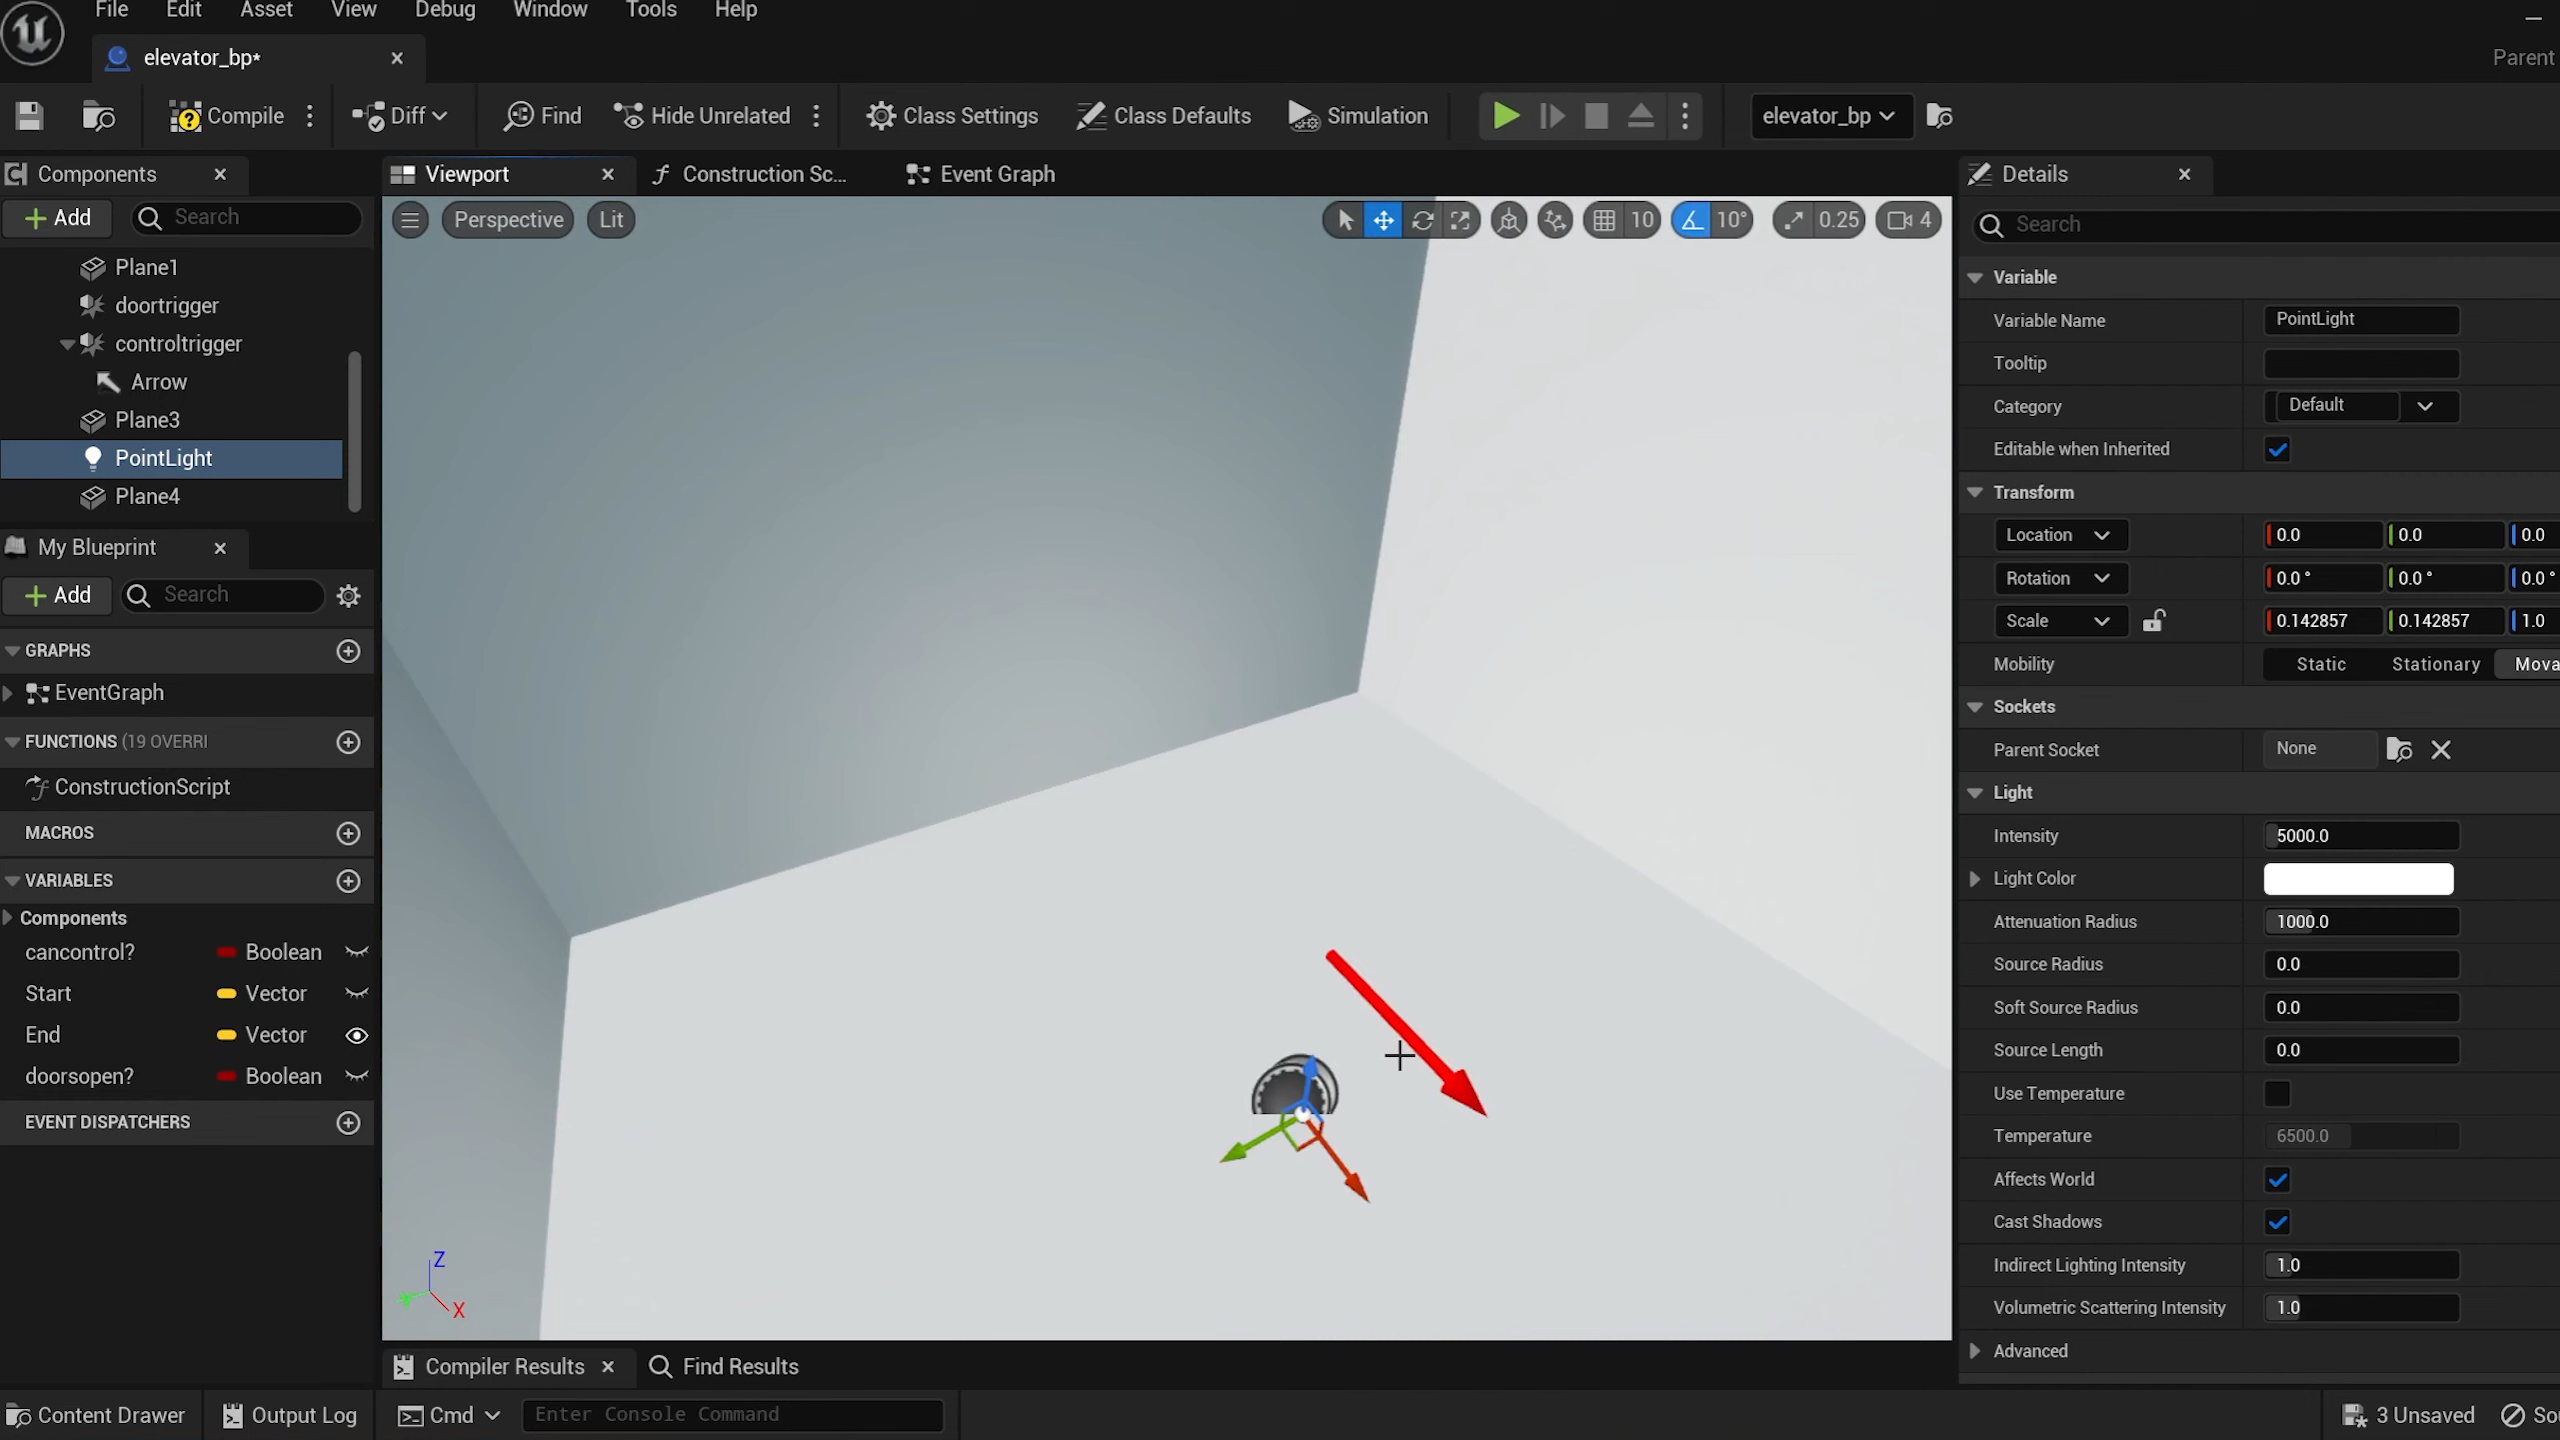 File Edit Asset View Debug Window Tools Help
elevator_bp*
Parent
Compile Diff Find Hide Unrelated Class Settings Class Defaults Simulation elevator_bp
Components
Viewport
Construction Sc...
Event Graph
Details
Add
Search
Perspective
Lit
10
10°
0.25
4
Search
Plane1
doortrigger
controltrigger
Arrow
Plane3
PointLight
Plane4
My Blueprint
Add
Search
GRAPHS
EventGraph
FUNCTIONS (19 OVERRI
ConstructionScript
MACROS
VARIABLES
Components
cancontrol? Boolean
Start Vector
End Vector
doorsopen? Boolean
EVENT DISPATCHERS
Z
X
Variable
Variable Name PointLight
Tooltip
Category Default
Editable when Inherited
Transform
Location 0.0 0.0 0.0
Rotation 0.0° 0.0° 0.0°
Scale 0.142857 0.142857 1.0
Mobility Static Stationary Mova
Sockets
Parent Socket None
Light
Intensity 5000.0
Light Color
Attenuation Radius 1000.0
Source Radius 0.0
Soft Source Radius 0.0
Source Length 0.0
Use Temperature
Temperature 6500.0
Affects World
Cast Shadows
Indirect Lighting Intensity 1.0
Volumetric Scattering Intensity 1.0
Advanced
Compiler Results
Find Results
Content Drawer
Output Log
Cmd
Enter Console Command
3 Unsaved
Sou